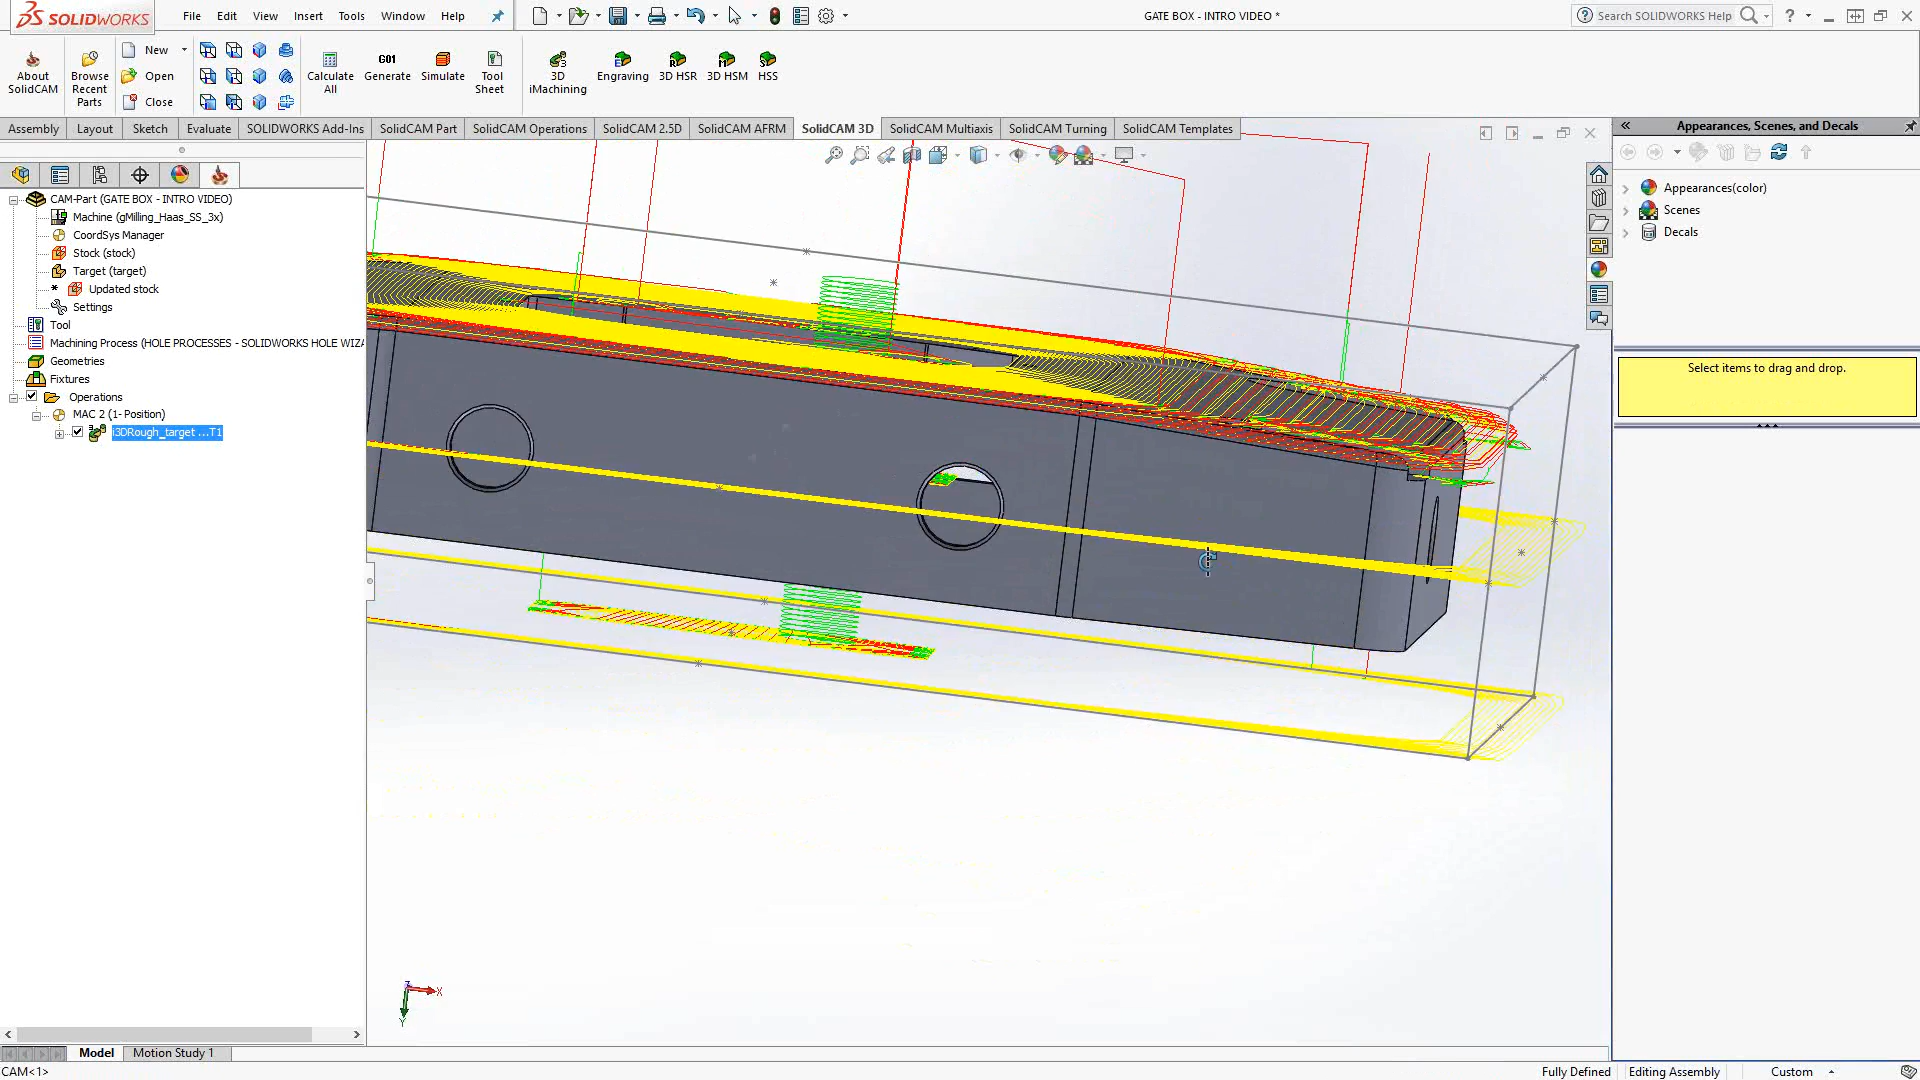 SOLIDWORKS
File Edit View Insert Tools Window Help
GATE BOX - INTRO VIDEO *
Search SOLIDWORKS Help
About SolidCAM
Browse Recent Parts
New
Open
Close
Calculate All
G01
Generate
Simulate
Tool Sheet
3D iMachining
Engraving
3D HSR
3D HSM
HSS
Assembly Layout Sketch Evaluate SOLIDWORKS Add-Ins SolidCAM Part SolidCAM Operations SolidCAM 2.5D SolidCAM AFRM SolidCAM 3D SolidCAM Multiaxis SolidCAM Turning SolidCAM Templates
CAM-Part (GATE BOX - INTRO VIDEO)
Machine (gMilling_Haas_SS_3x)
CoordSys Manager
Stock (stock)
Target (target)
* Updated stock
Settings
Tool
Machining Process (HOLE PROCESSES - SOLIDWORKS HOLE WIZA
Geometries
Fixtures
Operations
MAC 2 (1- Position)
i3DRough_target ...T1
X
Y
Z
Appearances, Scenes, and Decals
Appearances(color)
Scenes
Decals
Select items to drag and drop.
Model Motion Study 1
CAM<1>
Fully Defined Editing Assembly Custom